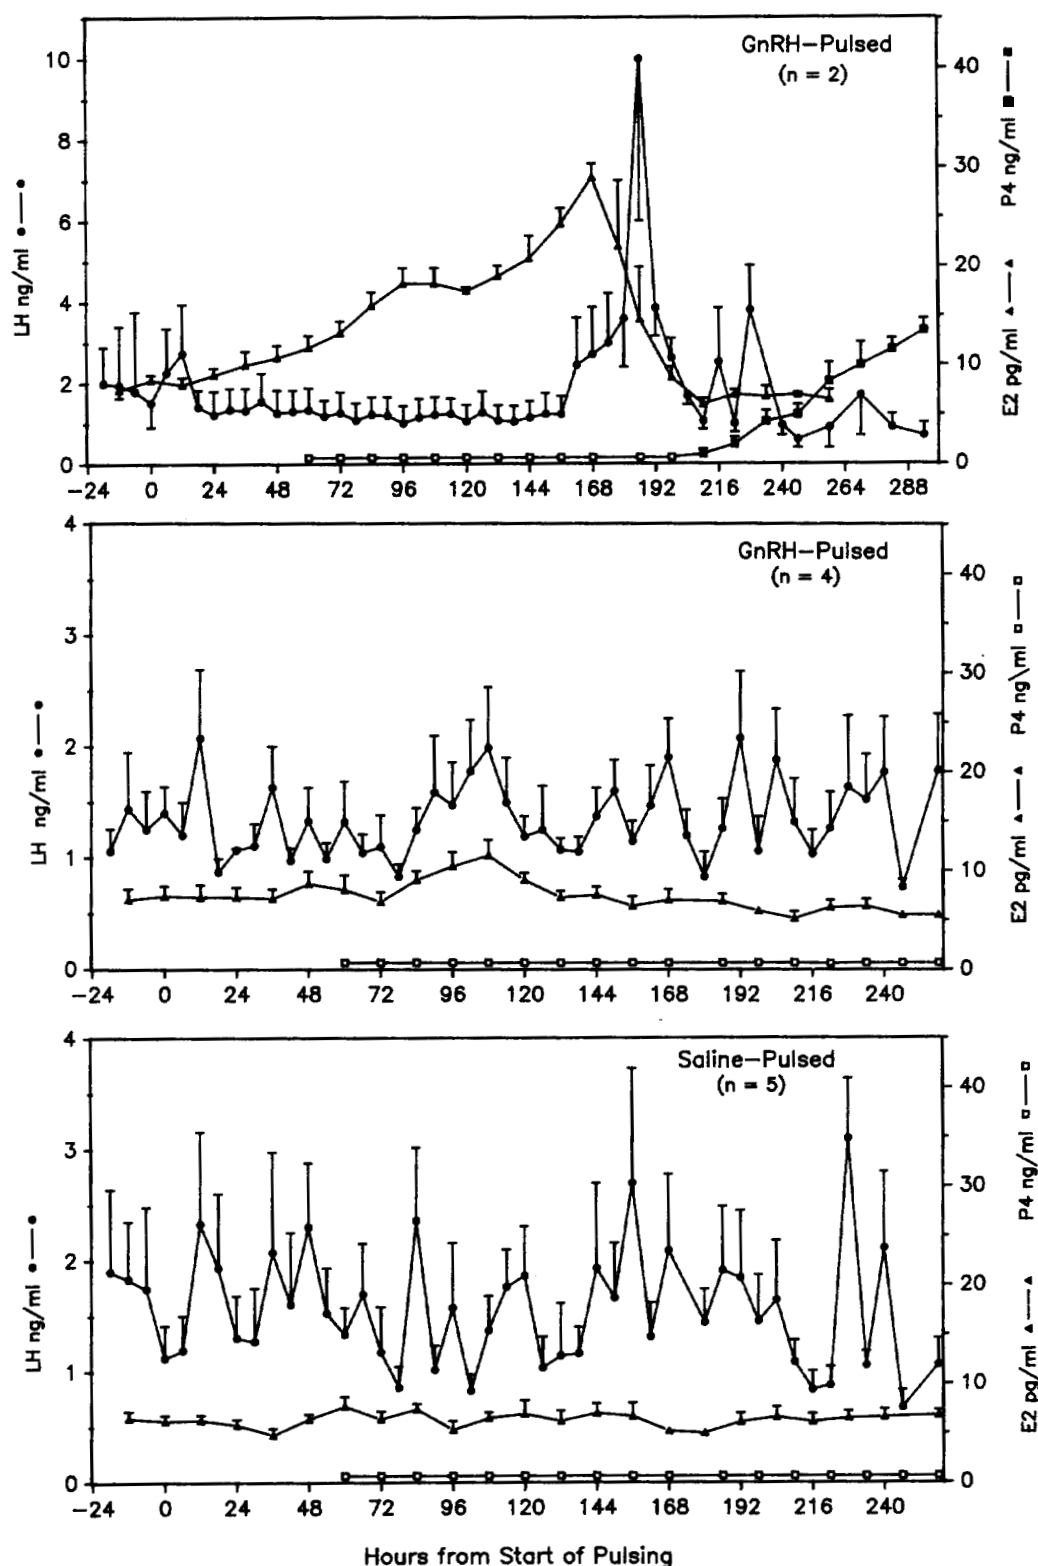 GnRH-Pulsed
(n = 2)
10
8
6
4
2
0
LH ng/ml
40
30
20
10
0
E2 pg/ml
P4 ng/ml
-24 0 24 48 72 96 120 144 168 192 216 240 264 288
GnRH-Pulsed
(n = 4)
4
3
2
1
0
LH ng/ml
40
30
20
10
0
E2 pg/ml
P4 ng\ml
-24 0 24 48 72 96 120 144 168 192 216 240
Saline-Pulsed
(n = 5)
4
3
2
1
0
LH ng/ml
40
30
20
10
0
E2 pg/ml
P4 ng/ml
-24 0 24 48 72 96 120 144 168 192 216 240
Hours from Start of Pulsing